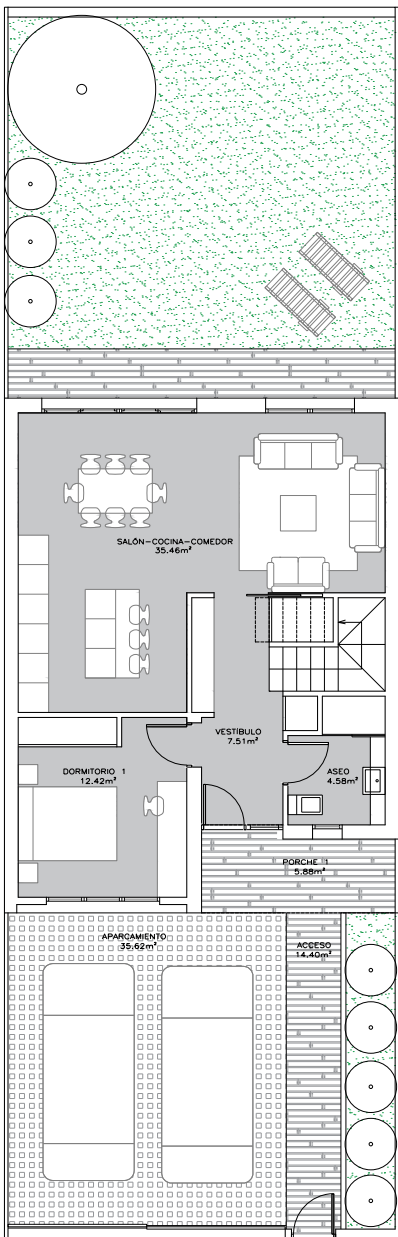 SALÓN-COCINA-COMEDOR
35.46m²
VESTÍBULO
7.51m²
DORMITORIO 1
12.42m²
ASEO
4.58m²
PORCHE 1
5.88m²
APARCAMIENTO
35.62m²
ACCESO
14.40m²